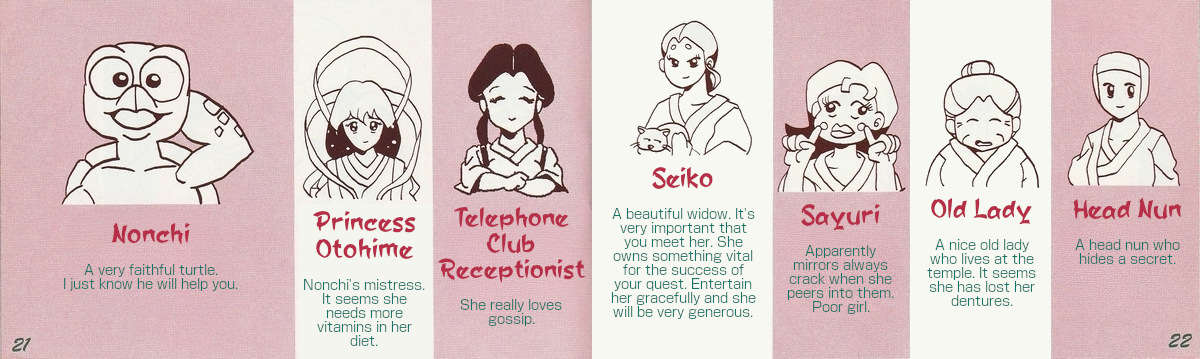 Nonchi
A very faithful turtle.
I just know he will help you.
21
Princess
Otohime
Nonchi's mistress.
It seems she
needs more
vitamins in her
diet.
Telephone
Club
Receptionist
She really loves
gossip.
Seiko
A beautiful widow. It's
very important that
you meet her. She
owns something vital
for the success of
your quest. Entertain
her gracefully and she
will be very generous.
Sayuri
Apparently
mirrors always
crack when she
peers into them.
Poor girl.
Old Lady
A nice old lady
who lives at the
temple. It seems
she has lost her
dentures.
Head Nun
A head nun who
hides a secret.
22